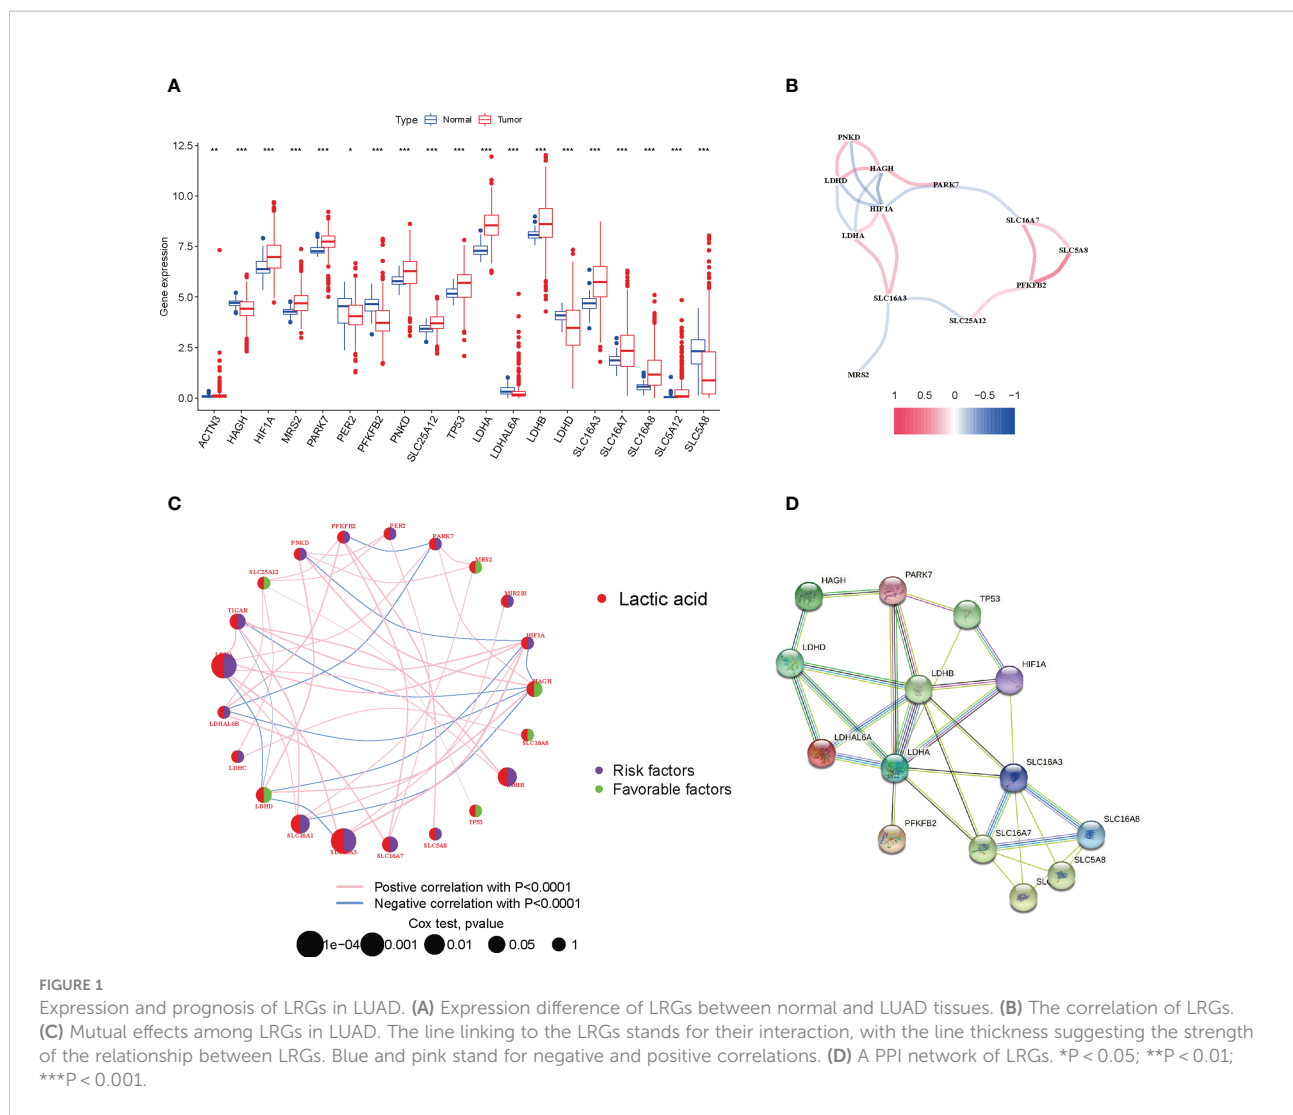 A
Type Normal Tumor
Gene expression
12.5
10.0
7.5
5.0
2.5
0.0
** *** *** *** *** * *** *** *** *** *** *** *** *** *** *** *** *** ***
ACTN3
HAGH
HIF1A
MRS2
PARK7
PER2
PFKFB2
PNKD
SLC25A12
TP53
LDHA
LDHAL6A
LDHB
LDHD
SLC16A3
SLC16A7
SLC16A8
SLC5A12
SLC5A8
B
PNKD
HAGH
LDHD
PARK7
HIF1A
SLC16A7
LDHA
SLC5A8
PFKFB2
SLC16A3
SLC25A12
MRS2
1 0.5 0 −0.5 −1
C
PFKFB2
PER2
PARK7
PNKD
MRS2
SLC25A12
MIR210
TIGAR
HIF1A
HAGH
LDHAL6B
SLC16A8
LDHC
LDHB
LDHD
TP53
SLC16A1
SLC16A3
SLC16A7
SLC5A8
Lactic acid
Risk factors
Favorable factors
Postive correlation with P<0.0001
Negative correlation with P<0.0001
Cox test, pvalue
1e−04 0.001 0.01 0.05 1
D
HAGH
PARK7
TP53
LDHD
LDHB
HIF1A
LDHAL6A
LDHA
SLC16A3
PFKFB2
SLC16A7
SLC16A8
SLC5A8
FIGURE 1
Expression and prognosis of LRGs in LUAD. (A) Expression difference of LRGs between normal and LUAD tissues. (B) The correlation of LRGs.
(C) Mutual effects among LRGs in LUAD. The line linking to the LRGs stands for their interaction, with the line thickness suggesting the strength
of the relationship between LRGs. Blue and pink stand for negative and positive correlations. (D) A PPI network of LRGs. *P < 0.05; **P < 0.01;
***P < 0.001.